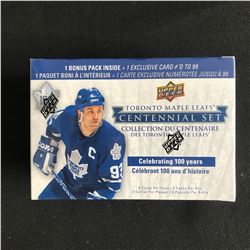 1 BONUS PACK INSIDE + 1 EXCLUSIVE CARD # D TO 99
1 PAQUET BONI À L'INTÉRIEUR + 1 CARTE EXCLUSIVE NUMÉROTÉE JUSQU'À 99
UPPER DECK
TORONTO MAPLE LEAFS
CENTENNIAL SET
COLLECTION DU CENTENAIRE
DES TORONTO MAPLE LEAFS
Celebrating 100 years
Célébrant 100 ans d'histoire
C
93